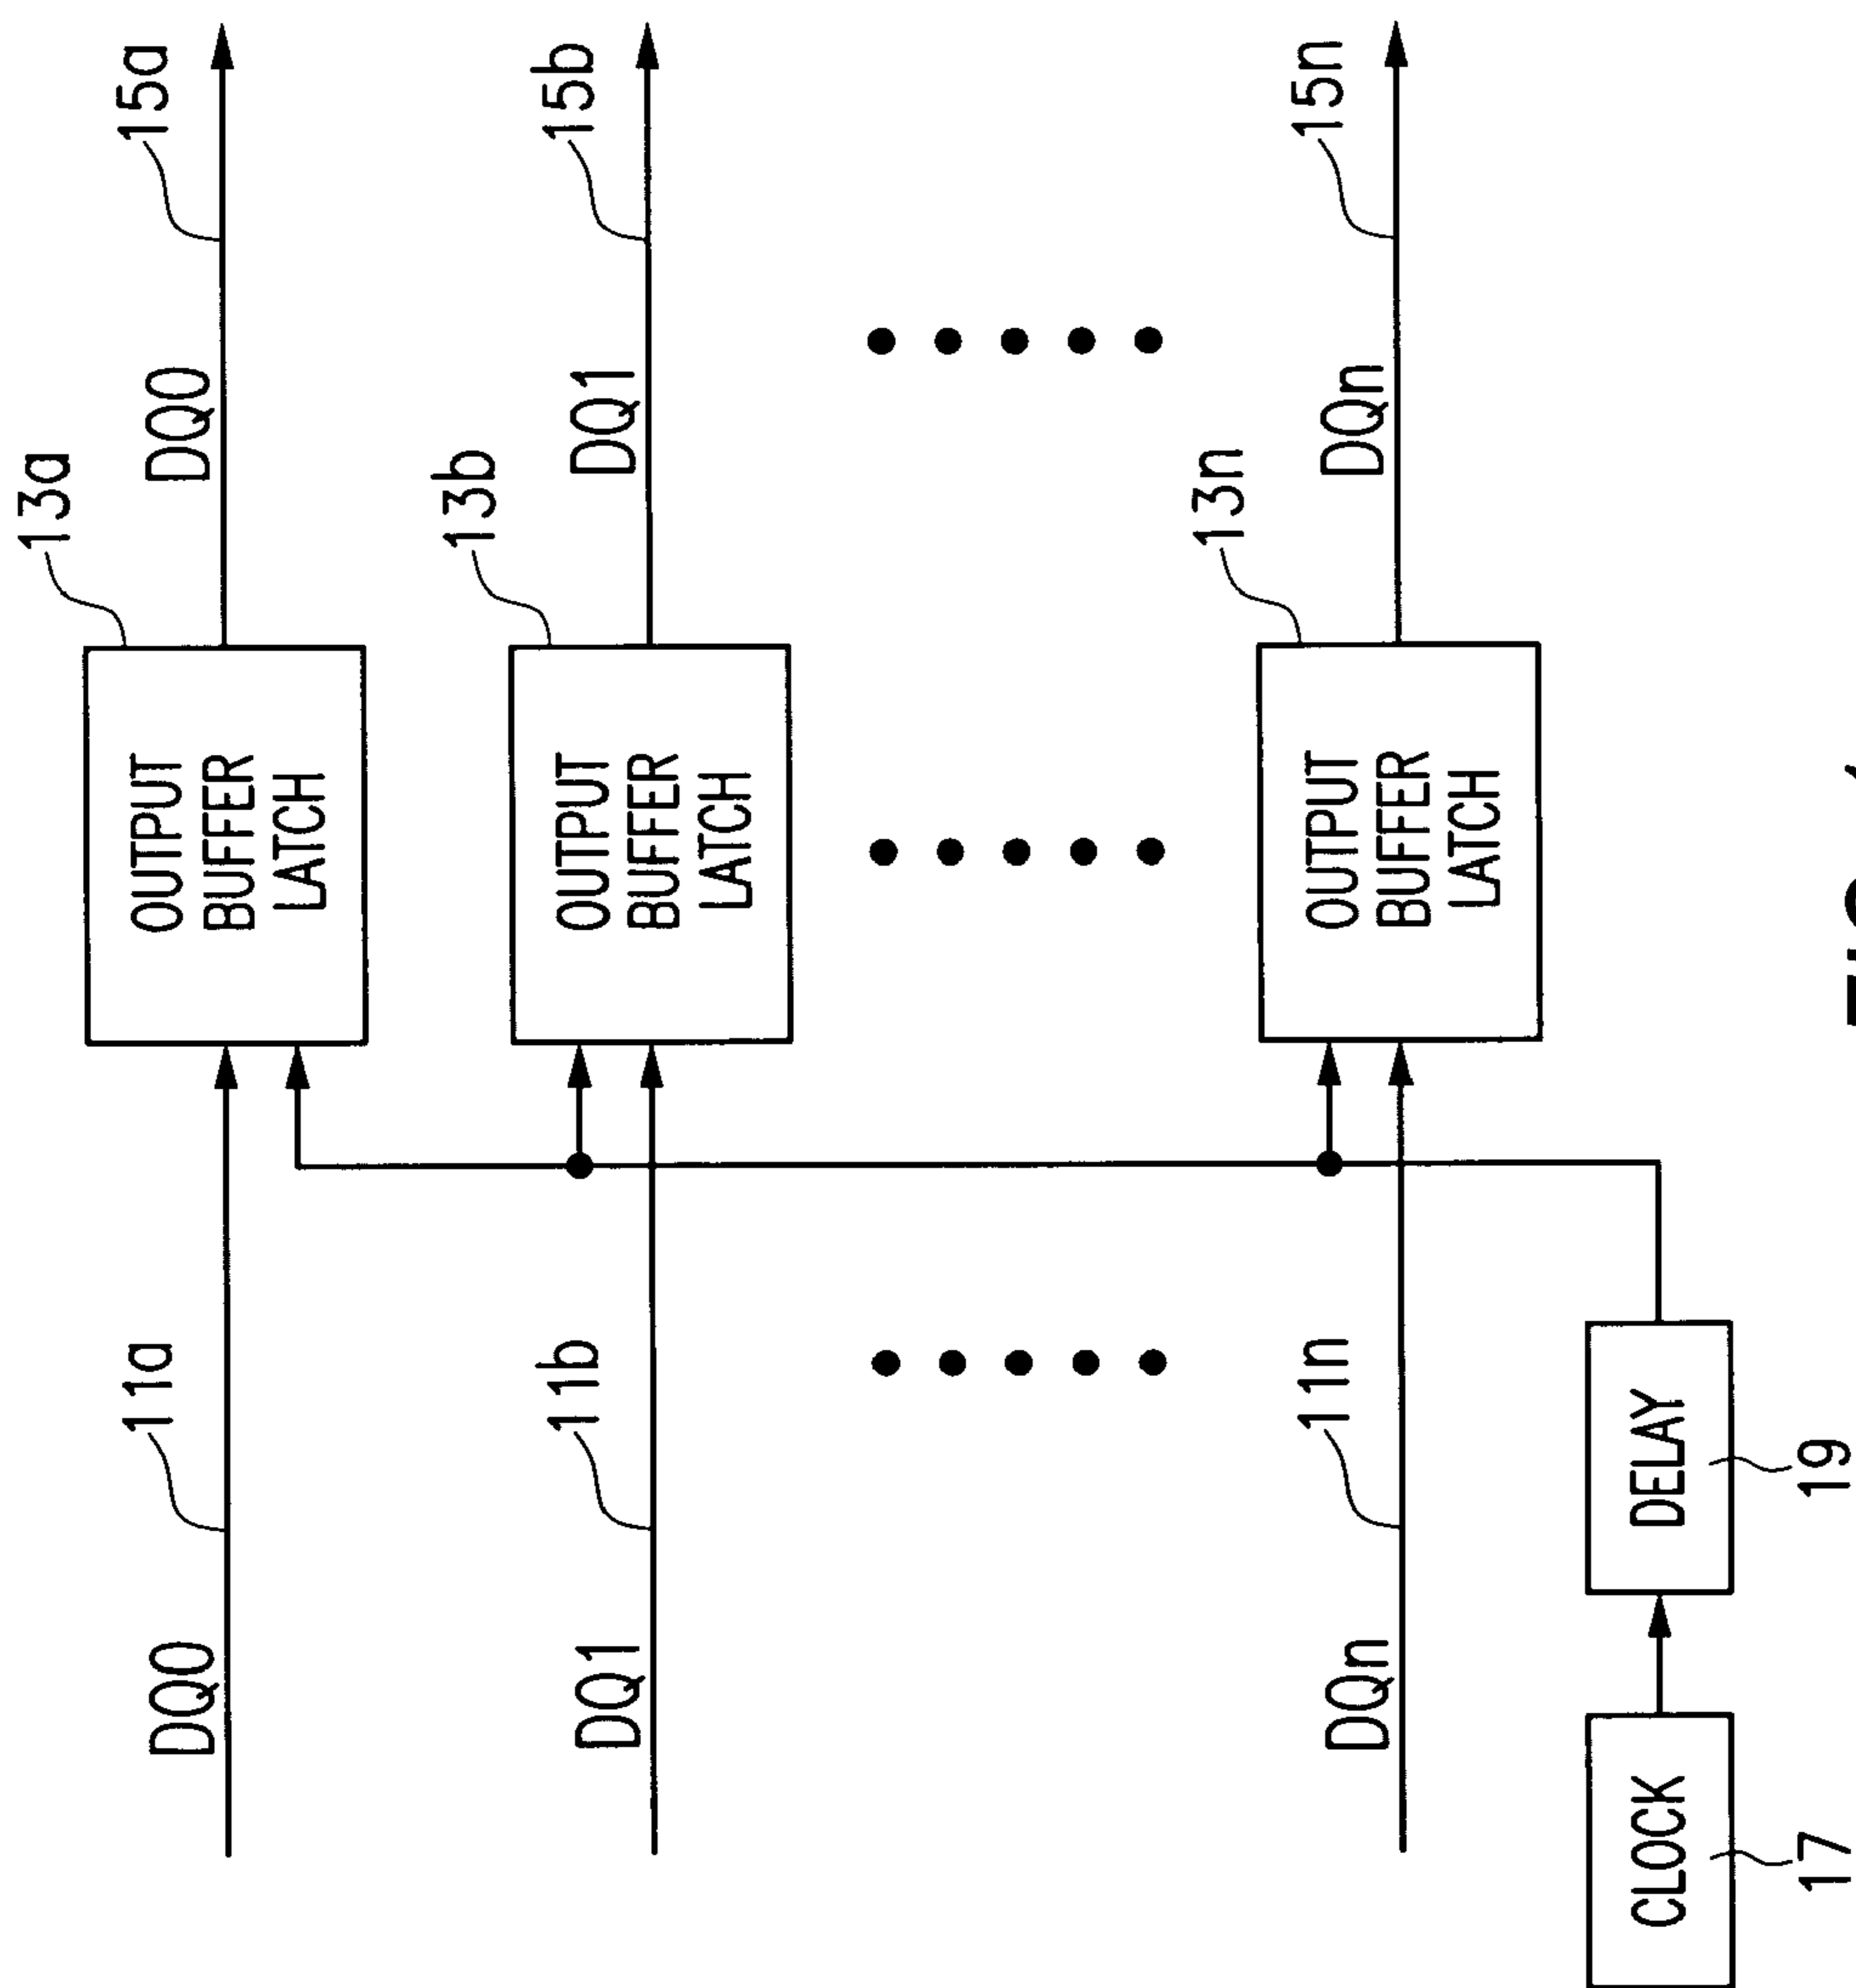 DQ0
11a
OUTPUT
BUFFER
LATCH
13a
DQ0
15a
DQ1
11b
OUTPUT
BUFFER
LATCH
13b
DQ1
15b
DQn
11n
OUTPUT
BUFFER
LATCH
13n
DQn
15n
CLOCK
17
DELAY
19